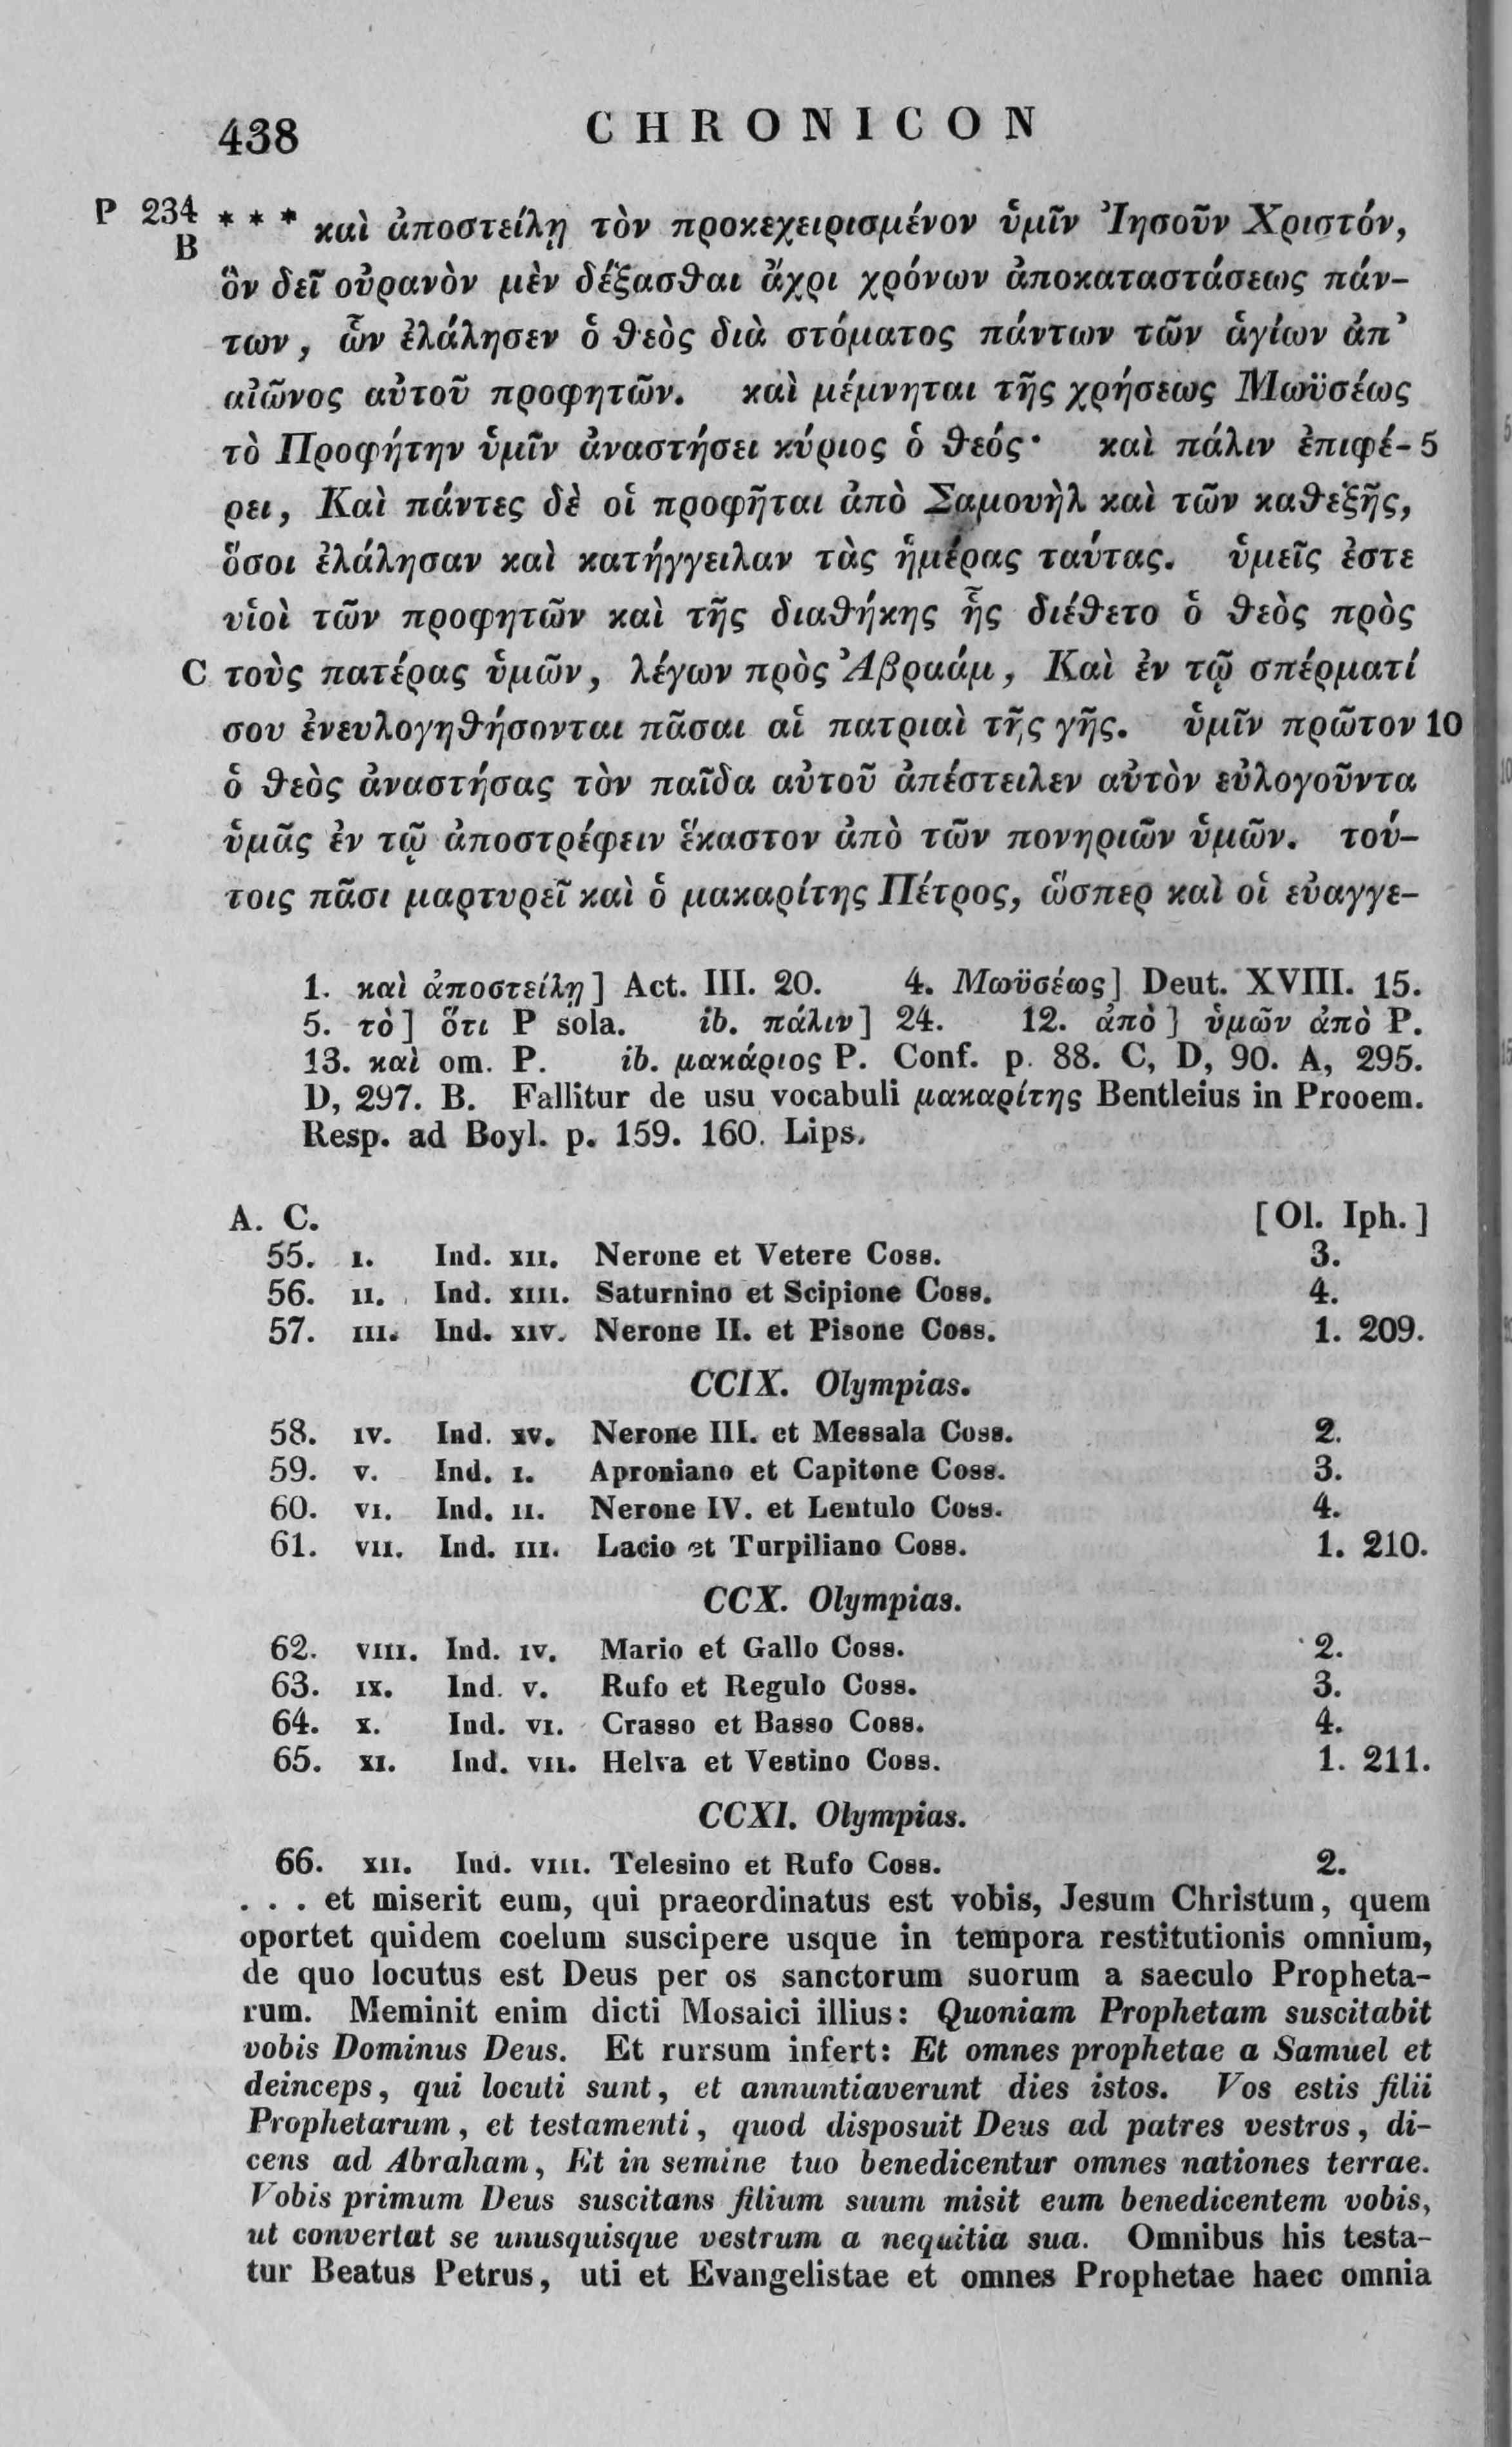 438 CHRONICON
P 234 * * * καὶ ἀποστείλῃ τὸν προκεχειρισμένον ὑμῖν Ἰησοῦν Χριστόν,
B
ὃν δεῖ οὐρανὸν μὲν δέξασθαι ἄχρι χρόνων ἀποκαταστάσεως πάν-
των, ὧν ἐλάλησεν ὁ θεὸς διὰ στόματος πάντων τῶν ἁγίων ἀπ’
αἰῶνος αὐτοῦ προφητῶν. καὶ μέμνηται τῆς χρήσεως Μωϋσέως
τὸ Προφήτην ὑμῖν ἀναστήσει κύριος ὁ θεός· καὶ πάλιν ἐπιφέ- 5
ρει, Καὶ πάντες δὲ οἱ προφῆται ἀπὸ Σαμουὴλ καὶ τῶν καθεξῆς,
ὅσοι ἐλάλησαν καὶ κατήγγειλαν τὰς ἡμέρας ταύτας. ὑμεῖς ἐστε
υἱοὶ τῶν προφητῶν καὶ τῆς διαθήκης ἧς διέθετο ὁ θεὸς πρὸς
C τοὺς πατέρας ὑμῶν, λέγων πρὸς Ἀβραάμ, Καὶ ἐν τῷ σπέρματί
σου ἐνευλογηθήσονται πᾶσαι αἱ πατριαὶ τῆς γῆς. ὑμῖν πρῶτον 10
ὁ θεὸς ἀναστήσας τὸν παῖδα αὐτοῦ ἀπέστειλεν αὐτὸν εὐλογοῦντα
ὑμᾶς ἐν τῷ ἀποστρέφειν ἕκαστον ἀπὸ τῶν πονηριῶν ὑμῶν. τού-
τοις πᾶσι μαρτυρεῖ καὶ ὁ μακαρίτης Πέτρος, ὥσπερ καὶ οἱ εὐαγγε-
1. καὶ ἀποστείλῃ] Act. III. 20. 4. Μωϋσέως] Deut. XVIII. 15.
5. τὸ] ὅτι P sola. ib. πάλιν] 24. 12. ἀπὸ] ὑμῶν ἀπὸ P.
13. καὶ om. P. ib. μακάριος P. Conf. p. 88. C, D, 90. A, 295.
D, 297. B. Fallitur de usu vocabuli μακαρίτης Bentleius in Prooem.
Resp. ad Boyl. p. 159. 160. Lips.
A. C. [Ol. Iph.]
55. I. Ind. XII. Nerone et Vetere Coss. 3.
56. II. Ind. XIII. Saturnino et Scipione Coss. 4.
57. III. Ind. XIV. Nerone II. et Pisone Coss. 1. 209.
CCIX. Olympias.
58. IV. Ind. XV. Nerone III. et Messala Coss. 2.
59. V. Ind. I. Aproniano et Capitone Coss. 3.
60. VI. Ind. II. Nerone IV. et Lentulo Coss. 4.
61. VII. Ind. III. Lacio et Turpiliano Coss. 1. 210.
CCX. Olympias.
62. VIII. Ind. IV. Mario et Gallo Coss. 2.
63. IX. Ind. V. Rufo et Regulo Coss. 3.
64. X. Ind. VI. Crasso et Basso Coss. 4.
65. XI. Ind. VII. Helva et Vestino Coss. 1. 211.
CCXI. Olympias.
66. XII. Ind. VIII. Telesino et Rufo Coss. 2.
. . . et miserit eum, qui praeordinatus est vobis, Jesum Christum, quem
oportet quidem coelum suscipere usque in tempora restitutionis omnium,
de quo locutus est Deus per os sanctorum suorum a saeculo Propheta-
rum. Meminit enim dicti Mosaici illius: Quoniam Prophetam suscitabit
vobis Dominus Deus. Et rursum infert: Et omnes prophetae a Samuel et
deinceps, qui locuti sunt, et annuntiaverunt dies istos. Vos estis filii
Prophetarum, et testamenti, quod disposuit Deus ad patres vestros, di-
cens ad Abraham, Et in semine tuo benedicentur omnes nationes terrae.
Vobis primum Deus suscitans filium suum misit eum benedicentem vobis,
ut convertat se unusquisque vestrum a nequitia sua. Omnibus his testa-
tur Beatus Petrus, uti et Evangelistae et omnes Prophetae haec omnia